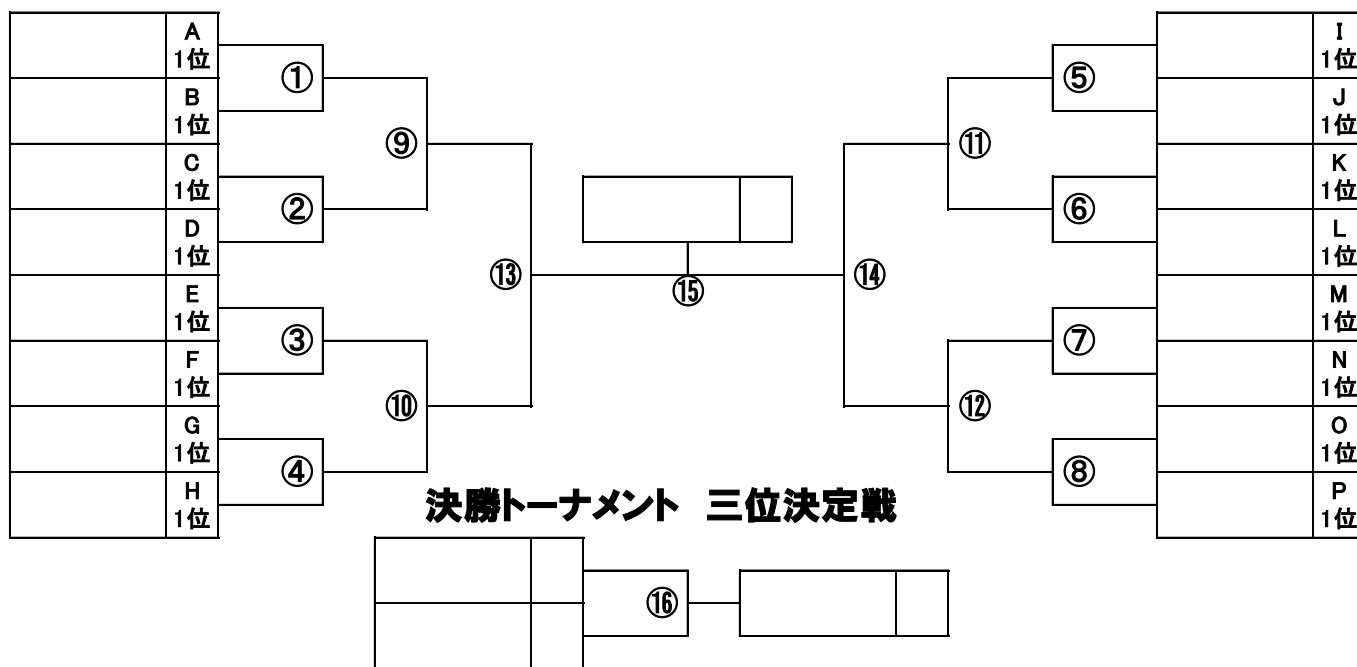 A
1位
①
B
1位
⑨
C
1位
②
D
1位
⑬
E
1位
③
F
1位
⑩
G
1位
④
H
1位
⑮
I
1位
⑤
J
1位
⑪
K
1位
⑥
L
1位
⑭
M
1位
⑦
N
1位
⑫
O
1位
⑧
P
1位
決勝トーナメント 三位決定戦
⑯